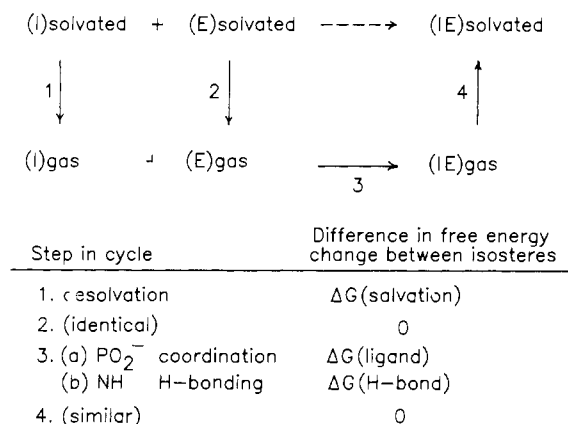 (I)solvated + (E)solvated (IE)solvated
1 2 4
(I)gas + (E)gas (IE)gas
3
Step in cycle
Difference in free energy
change between isosteres
1. desolvation ΔG(salvation)
2. (identical) 0
3. (a) PO₂⁻ coordination ΔG(ligand)
(b) NH H-bonding ΔG(H-bond)
4. (similar) 0